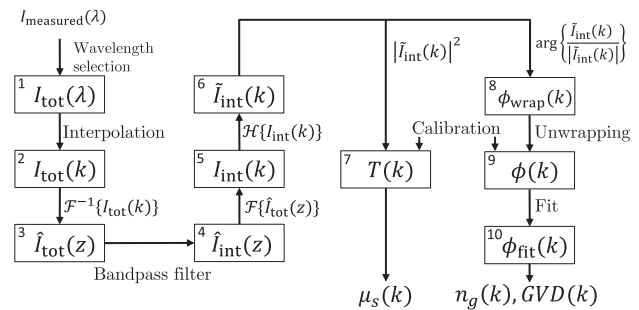 I_measured(λ)
Wavelength
selection
1 I_tot(λ)
Interpolation
2 I_tot(k)
ℱ⁻¹{I_tot(k)}
3 Î_tot(z)
Bandpass filter
4 Î_int(z)
ℱ{Î_tot(z)}
5 I_int(k)
ℋ{I_int(k)}
6 Ĩ_int(k)
|Ĩ_int(k)|²
Calibration
7 T(k)
μ_s(k)
arg{Ĩ_int(k)/|Ĩ_int(k)|}
8 ϕ_wrap(k)
Unwrapping
9 ϕ(k)
Fit
10 ϕ_fit(k)
n_g(k), GVD(k)